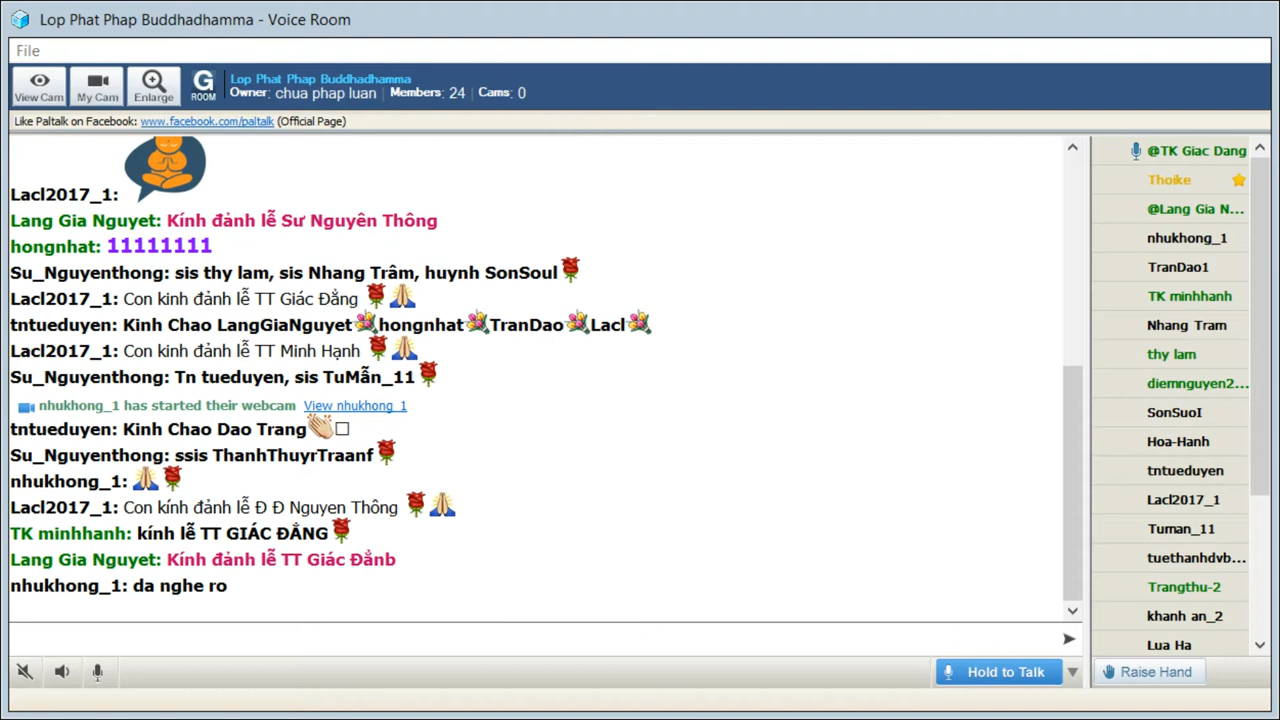 Lop Phat Phap Buddhadhamma - Voice Room
File
View Cam
My Cam
Enlarge
G
ROOM
Lop Phat Phap Buddhadhamma
Owner: chua phap luan | Members: 24 | Cams: 0
Like Paltalk on Facebook: www.facebook.com/paltalk (Official Page)
Lacl2017_1:
Lang Gia Nguyet: Kính đảnh lễ Sư Nguyên Thông
hongnhat: 11111111
Su_Nguyenthong: sis thy lam, sis Nhang Trâm, huynh SonSoul
Lacl2017_1: Con kinh đảnh lễ TT Giác Đẳng
tntueduyen: Kinh Chao LangGiaNguyet hongnhat TranDao Lacl
Lacl2017_1: Con kinh đảnh lễ TT Minh Hạnh
Su_Nguyenthong: Tn tueduyen, sis TuMẫn_11
nhukhong_1 has started their webcam View nhukhong_1
tntueduyen: Kinh Chao Dao Trang
Su_Nguyenthong: ssis ThanhThuyrTraanf
nhukhong_1:
Lacl2017_1: Con kính đảnh lễ Đ Đ Nguyen Thông
TK minhhanh: kính lễ TT GIÁC ĐẲNG
Lang Gia Nguyet: Kính đảnh lễ TT Giác Đẳnb
nhukhong_1: da nghe ro
Hold to Talk
@TK Giac Dang
Thoike
@Lang Gia N...
nhukhong_1
TranDao1
TK minhhanh
Nhang Tram
thy lam
diemnguyen2...
SonSuoI
Hoa-Hanh
tntueduyen
Lacl2017_1
Tuman_11
tuethanhdvb...
Trangthu-2
khanh an_2
Lua Ha
Raise Hand